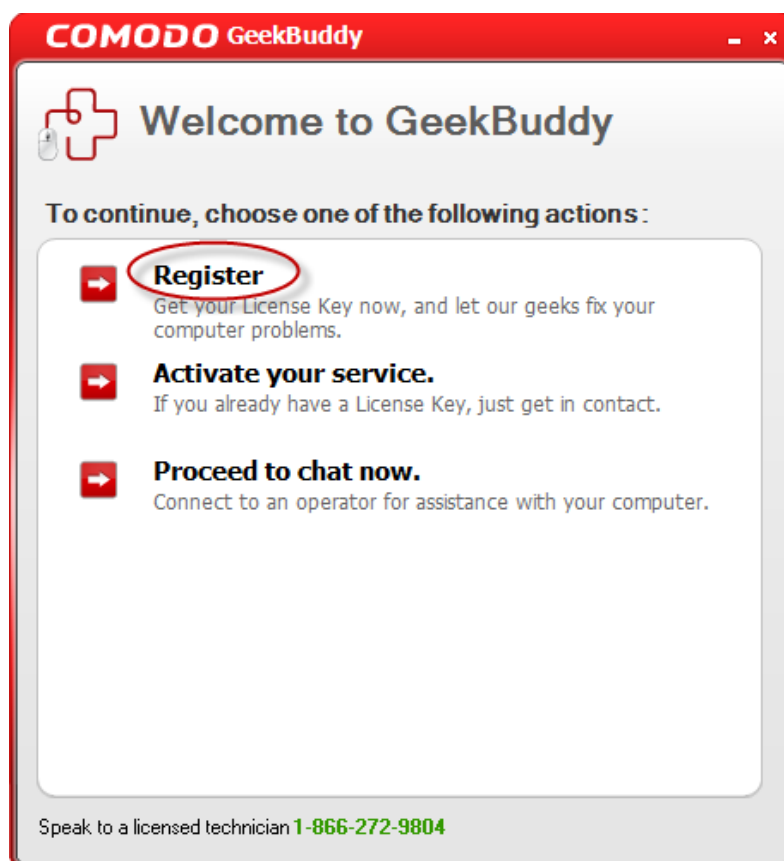 COMODO GeekBuddy
Welcome to GeekBuddy
To continue, choose one of the following actions:
Register
Get your License Key now, and let our geeks fix your
computer problems.
Activate your service.
If you already have a License Key, just get in contact.
Proceed to chat now.
Connect to an operator for assistance with your computer.
Speak to a licensed technician 1-866-272-9804